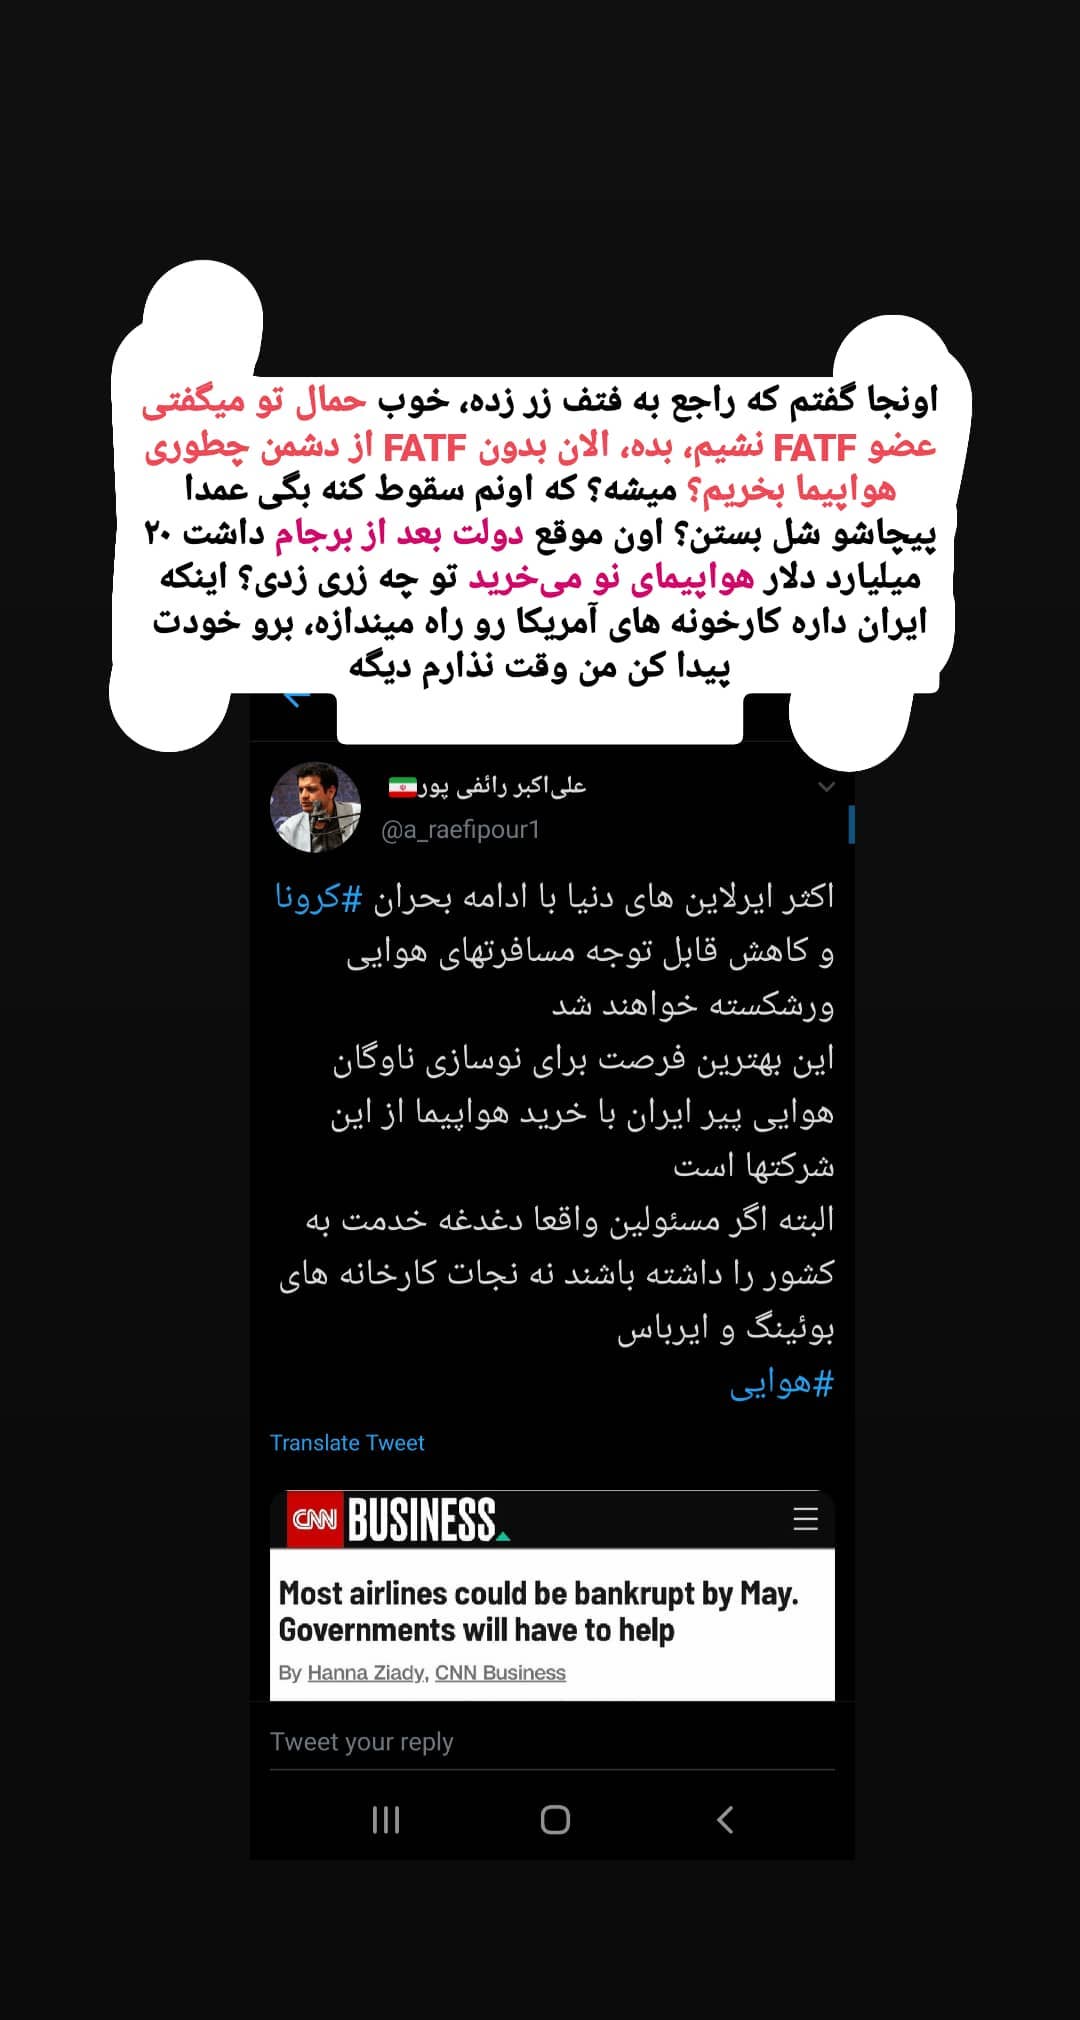 اونجا گفتم که راجع به فتف زر زده، خوب حمال تو میگفتی
عضو FATF نشیم، بده، الان بدون FATF از دشمن چطوری
هواپیما بخریم؟ میشه؟ که اونم سقوط کنه بگی عمدا
پیچاشو شل بستن؟ اون موقع دولت بعد از برجام داشت ۲۰
میلیارد دلار هواپیمای نو می‌خرید تو چه زری زدی؟ اینکه
ایران داره کارخونه های آمریکا رو راه میندازه، برو خودت
پیدا کن من وقت نذارم دیگه
علی‌اکبر رائفی پور🇮🇷
@a_raefipour1
اکثر ایرلاین های دنیا با ادامه بحران #کرونا
و کاهش قابل توجه مسافرتهای هوایی
ورشکسته خواهند شد
این بهترین فرصت برای نوسازی ناوگان
هوایی پیر ایران با خرید هواپیما از این
شرکتها است
البته اگر مسئولین واقعا دغدغه خدمت به
کشور را داشته باشند نه نجات کارخانه های
بوئینگ و ایرباس
#هوایی
Translate Tweet
CNN BUSINESS
Most airlines could be bankrupt by May.
Governments will have to help
By Hanna Ziady, CNN Business
Tweet your reply